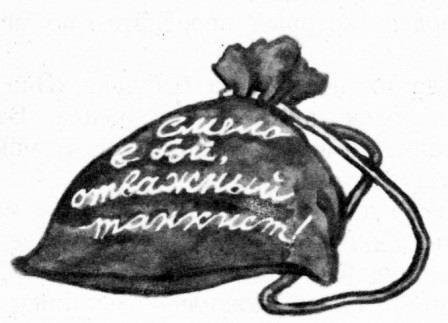 Смело
в бой,
отважный
танкист!